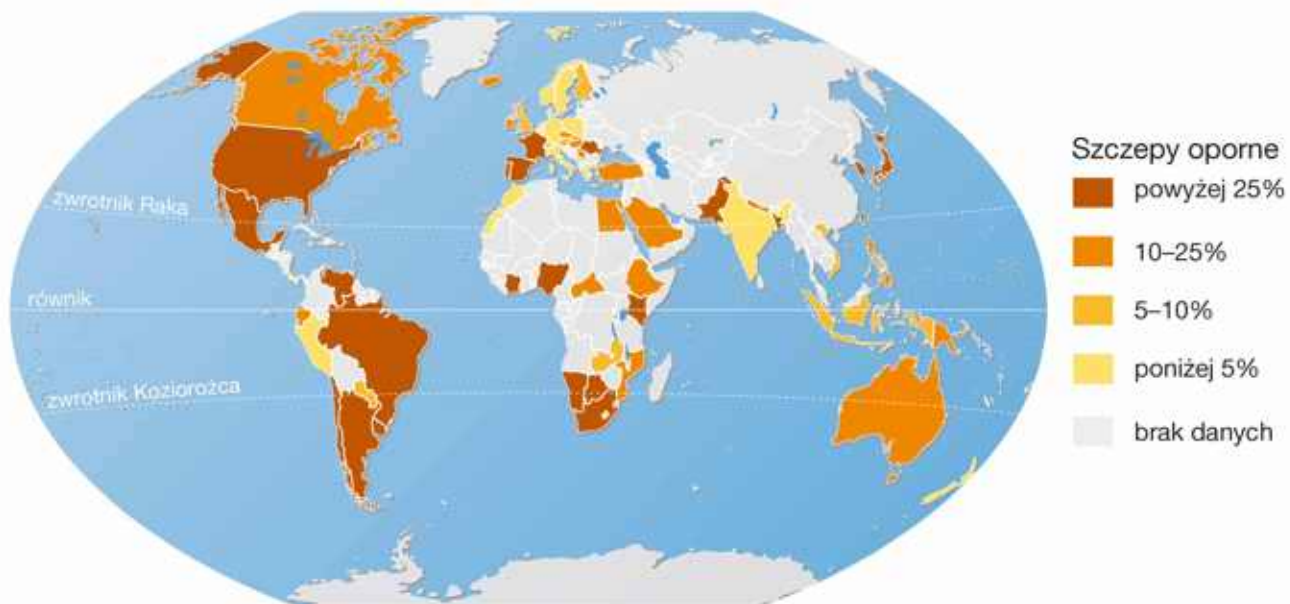 zwrotnik Raka
równik
zwrotnik Koziorożca
Szczepy oporne
powyżej 25%
10–25%
5–10%
poniżej 5%
brak danych